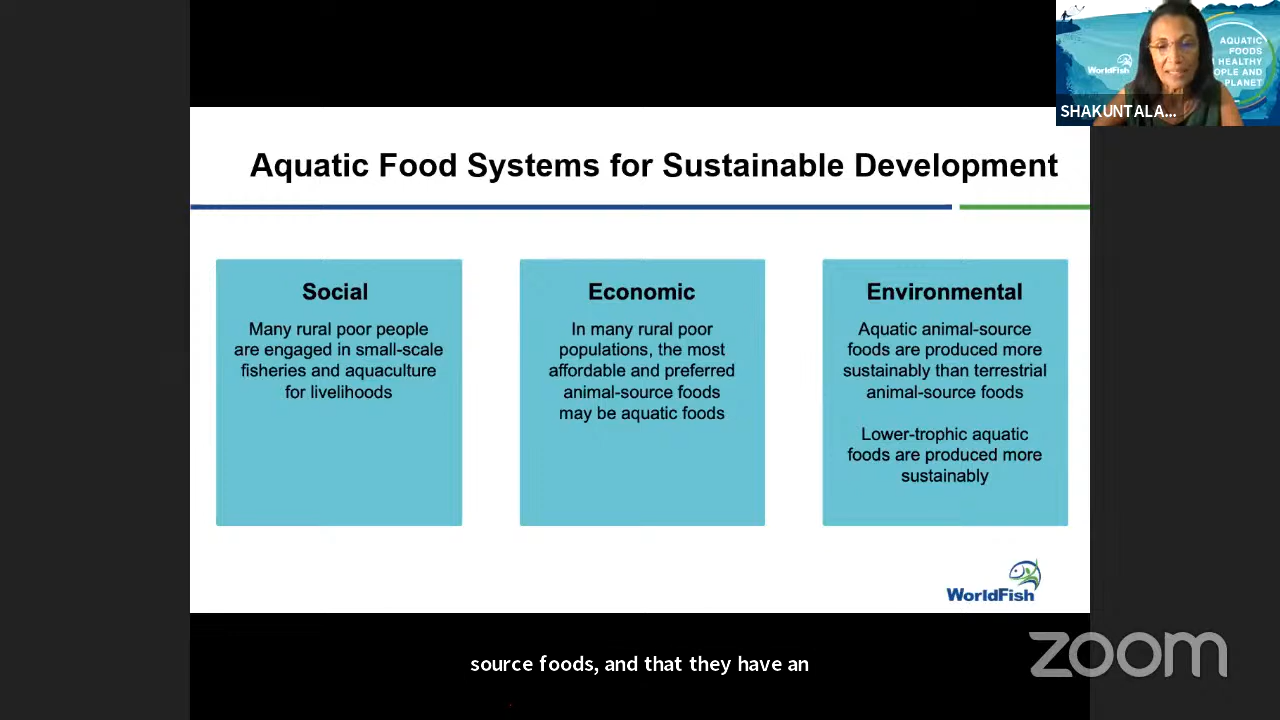 AQUATIC
FOODS
HEALTHY
OPLE AND
PLANET
WorldFish
SHAKUNTALA...
Aquatic Food Systems for Sustainable Development
Social
Many rural poor people
are engaged in small-scale
fisheries and aquaculture
for livelihoods
Economic
In many rural poor
populations, the most
affordable and preferred
animal-source foods
may be aquatic foods
Environmental
Aquatic animal-source
foods are produced more
sustainably than terrestrial
animal-source foods
Lower-trophic aquatic
foods are produced more
sustainably
WorldFish
source foods, and that they have an
zoom